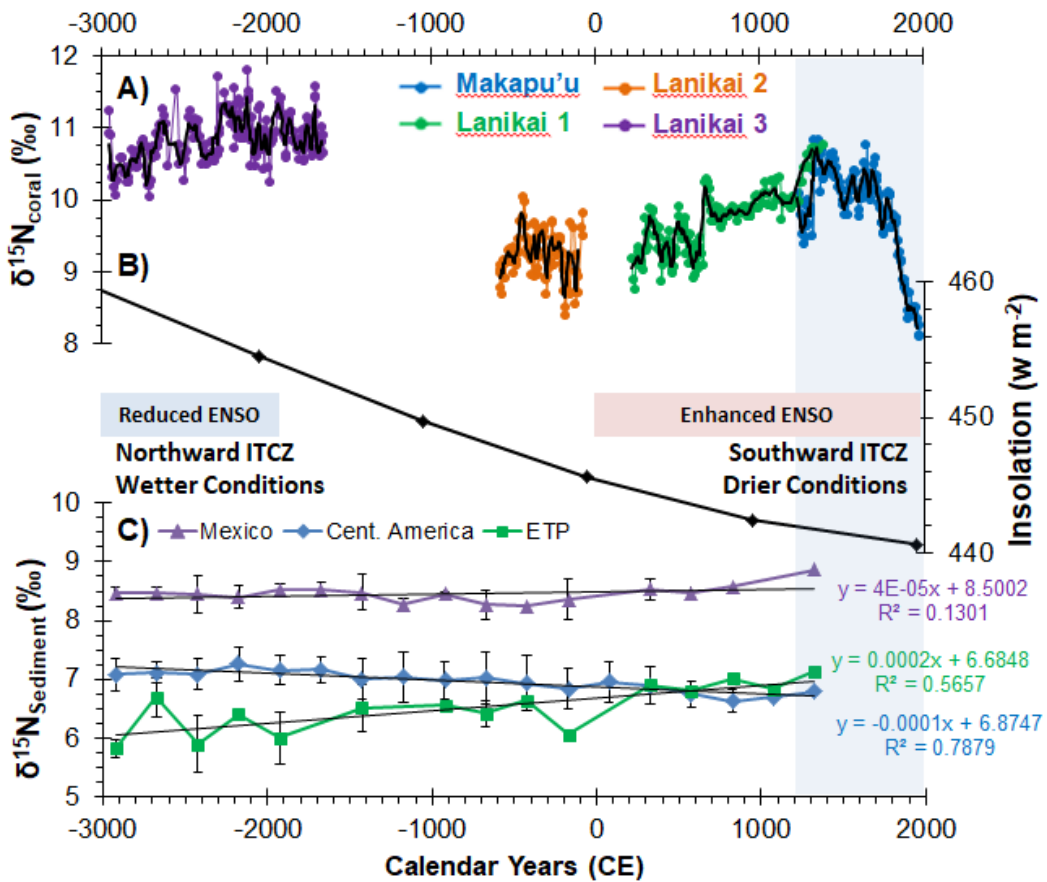 -3000 -2000 -1000 0 1000 2000
12
11
10
9
8
δ¹⁵Ncoral (‰)
A)
Makapu'u
Lanikai 2
Lanikai 1
Lanikai 3
B)
460
450
440
Insolation (w m⁻²)
Reduced ENSO
Enhanced ENSO
Northward ITCZ
Wetter Conditions
Southward ITCZ
Drier Conditions
10
9
8
7
6
5
δ¹⁵NSediment (‰)
C)
Mexico
Cent. America
ETP
y = 4E-05x + 8.5002
R² = 0.1301
y = 0.0002x + 6.6848
R² = 0.5657
y = -0.0001x + 6.8747
R² = 0.7879
-3000 -2000 -1000 0 1000 2000
Calendar Years (CE)